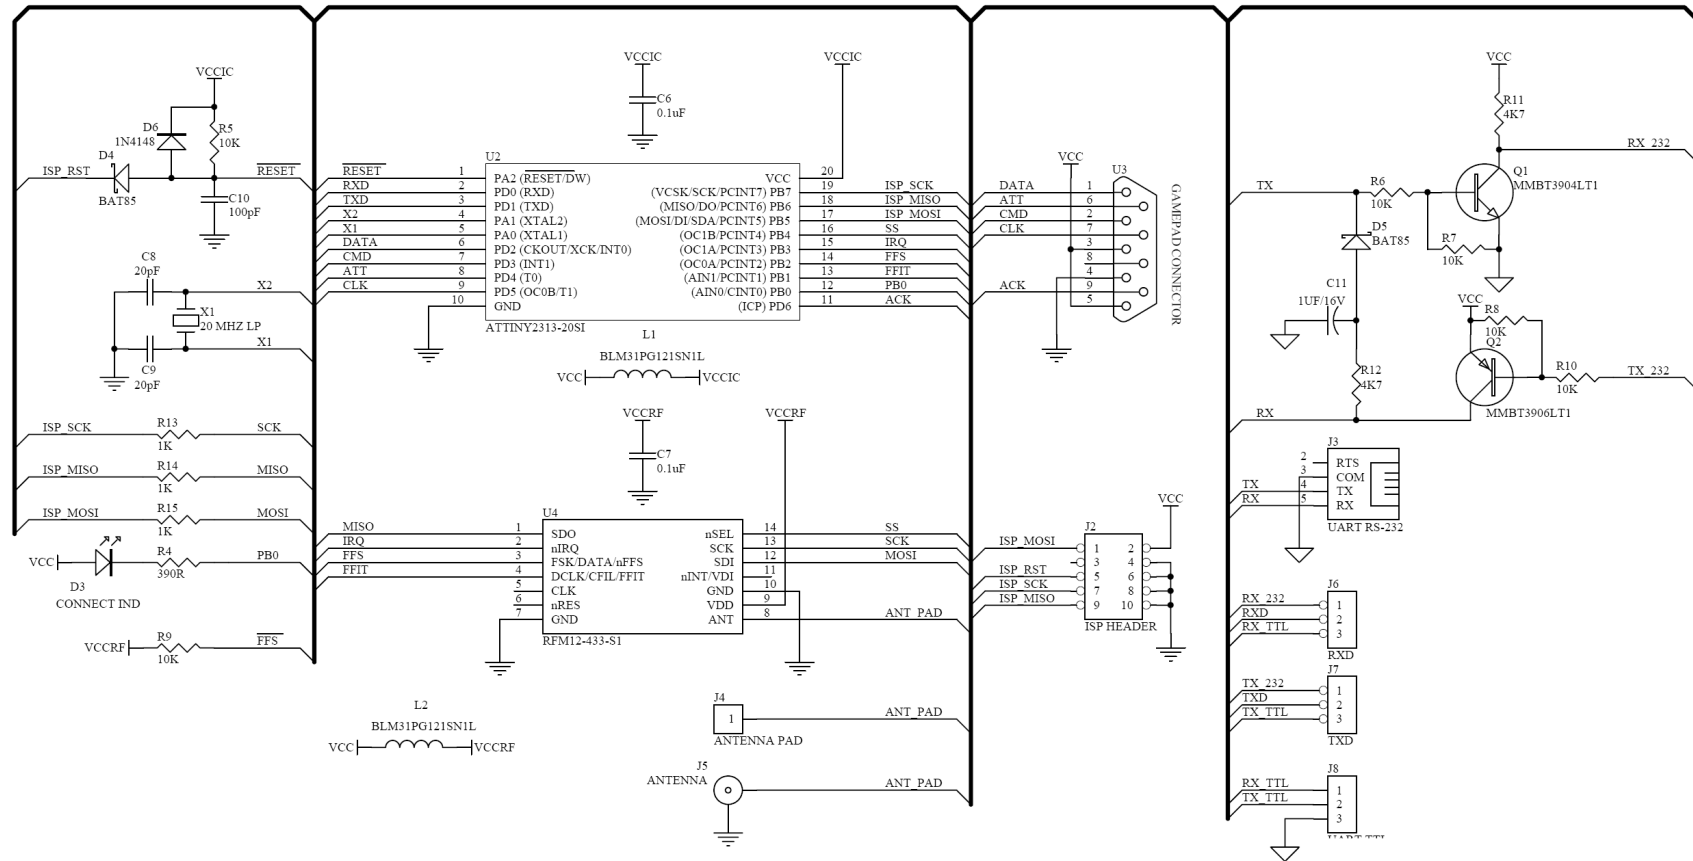 VCCIC
D6
1N4148
R5
10K
D4
ISP_RST
BAT85
RESET
C10
100pF
C8
20pF
X2
X1
20 MHZ LP
X1
C9
20pF
ISP_SCK
R13
1K
SCK
ISP_MISO
R14
1K
MISO
ISP_MOSI
R15
1K
MOSI
VCC
R4
390R
PB0
D3
CONNECT IND
VCCRF
R9
10K
FFS
VCCIC
C6
0.1uF
VCCIC
U2
RESET 1 PA2 (RESET/DW)
RXD 2 PD0 (RXD)
TXD 3 PD1 (TXD)
X2 4 PA1 (XTAL2)
X1 5 PA0 (XTAL1)
DATA 6 PD2 (CKOUT/XCK/INT0)
CMD 7 PD3 (INT1)
ATT 8 PD4 (T0)
CLK 9 PD5 (OC0B/T1)
10 GND
VCC 20
(VCSK/SCK/PCINT7) PB7 19 ISP_SCK
(MISO/DO/PCINT6) PB6 18 ISP_MISO
(MOSI/DI/SDA/PCINT5) PB5 17 ISP_MOSI
(OC1B/PCINT4) PB4 16 SS
(OC1A/PCINT3) PB3 15 IRQ
(OC0A/PCINT2) PB2 14 FFS
(AIN1/PCINT1) PB1 13 FFIT
(AIN0/CINT0) PB0 12 PB0
(ICP) PD6 11 ACK
ATTINY2313-20SI
L1
BLM31PG121SN1L
VCC
VCCIC
VCCRF
C7
0.1uF
VCCRF
U4
MISO 1 SDO
IRQ 2 nIRQ
FFS 3 FSK/DATA/nFFS
FFIT 4 DCLK/CFIL/FFIT
5 CLK
6 nRES
7 GND
nSEL 14 SS
SCK 13 SCK
SDI 12 MOSI
nINT/VDI 11
GND 10
VDD 9
ANT 8 ANT_PAD
RFM12-433-S1
L2
BLM31PG121SN1L
VCC
VCCRF
J4
1
ANT_PAD
ANTENNA PAD
J5
ANTENNA
ANT_PAD
VCC
U3
DATA 1
ATT 6
CMD 2
CLK 7
3
8
4
ACK 9
5
GAMEPAD CONNECTOR
VCC
J2
ISP_MOSI 1 2
3 4
ISP_RST 5 6
ISP_SCK 7 8
ISP_MISO 9 10
ISP HEADER
VCC
R11
4K7
RX_232
Q1
MMBT3904LT1
TX
R6
10K
D5
BAT85
R7
10K
C11
1UF/16V
VCC
R8
10K
Q2
R12
4K7
R10
10K
TX_232
MMBT3906LT1
RX
J3
2 RTS
3 COM
TX 4 TX
RX 5 RX
UART RS-232
J6
RX_232 1
RXD 2
RX_TTL 3
RXD
J7
TX_232 1
TXD 2
TX_TTL 3
TXD
J8
RX_TTL 1
TX_TTL 2
3